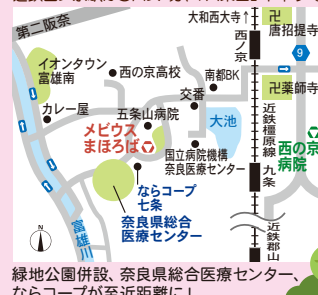 第二阪奈
大和西大寺↑
卍
唐招提寺
西ノ京
9
イオンタウン
富雄南
西の京高校
南都BK
卍薬師寺
交番
カレー屋
五条山病院
大池
近鉄橿原線
メビウス
まほろば
西の京
病院
国立病院機構
奈良医療センター
九条
ならコープ
七条
奈良県総合
医療センター
富雄川
N
近鉄郡山
緑地公園併設、奈良県総合医療センター、
ならコープが至近距離に！